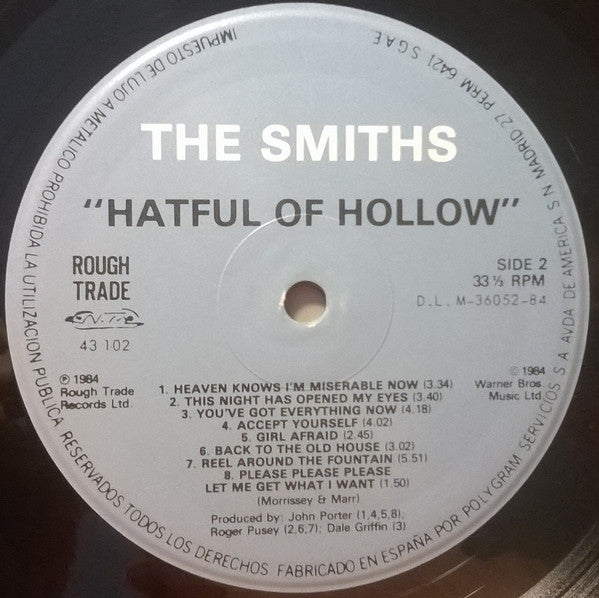 THE SMITHS
"HATFUL OF HOLLOW"
ROUGH
TRADE
43 102
SIDE 2
33⅓ RPM
D.L. M-36052-84
℗ 1984
Rough Trade
Records Ltd.
© 1984
Warner Bros.
Music Ltd.
1. HEAVEN KNOWS I'M MISERABLE NOW (3.34)
2. THIS NIGHT HAS OPENED MY EYES (3.40)
3. YOU'VE GOT EVERYTHING NOW (4.18)
4. ACCEPT YOURSELF (4.02)
5. GIRL AFRAID (2.45)
6. BACK TO THE OLD HOUSE (3.02)
7. REEL AROUND THE FOUNTAIN (5.51)
8. PLEASE PLEASE PLEASE
LET ME GET WHAT I WANT (1.50)
(Morrissey & Marr)
Produced by: John Porter (1,4,5,8);
Roger Pusey (2,6,7); Dale Griffin (3)
IMPUESTO DE LUJO A METALICO PROHIBIDA LA UTILIZACION PUBLICA RESERVADOS TODOS LOS DERECHOS FABRICADO EN ESPAÑA POR POLYGRAM SERVICIOS S A AVDA DE AMERICA S N MADRID 27 PERM 6421 S G A E